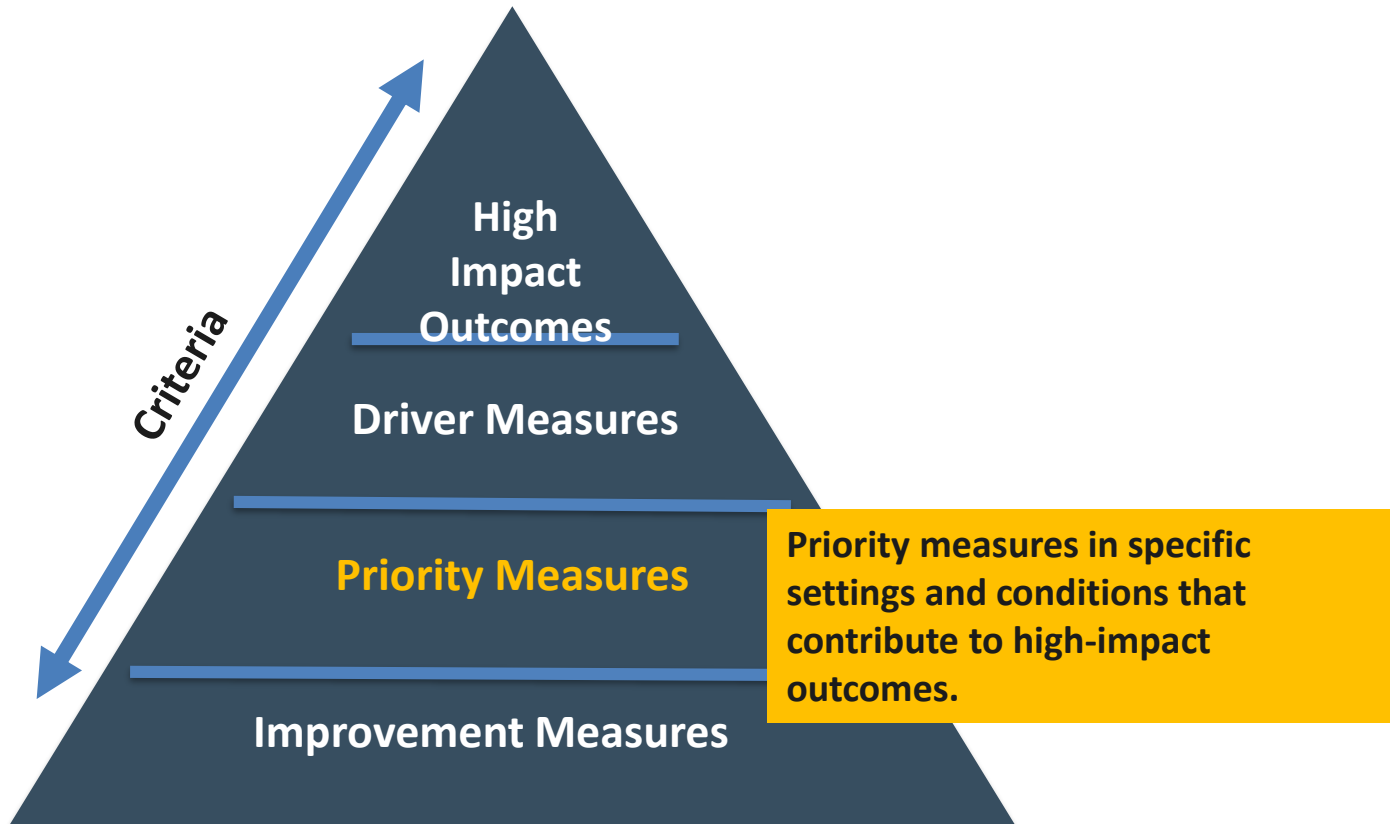 High
Impact
Outcomes
Criteria
Driver Measures
Priority Measures
Priority measures in specific
settings and conditions that
contribute to high-impact
outcomes.
Improvement Measures